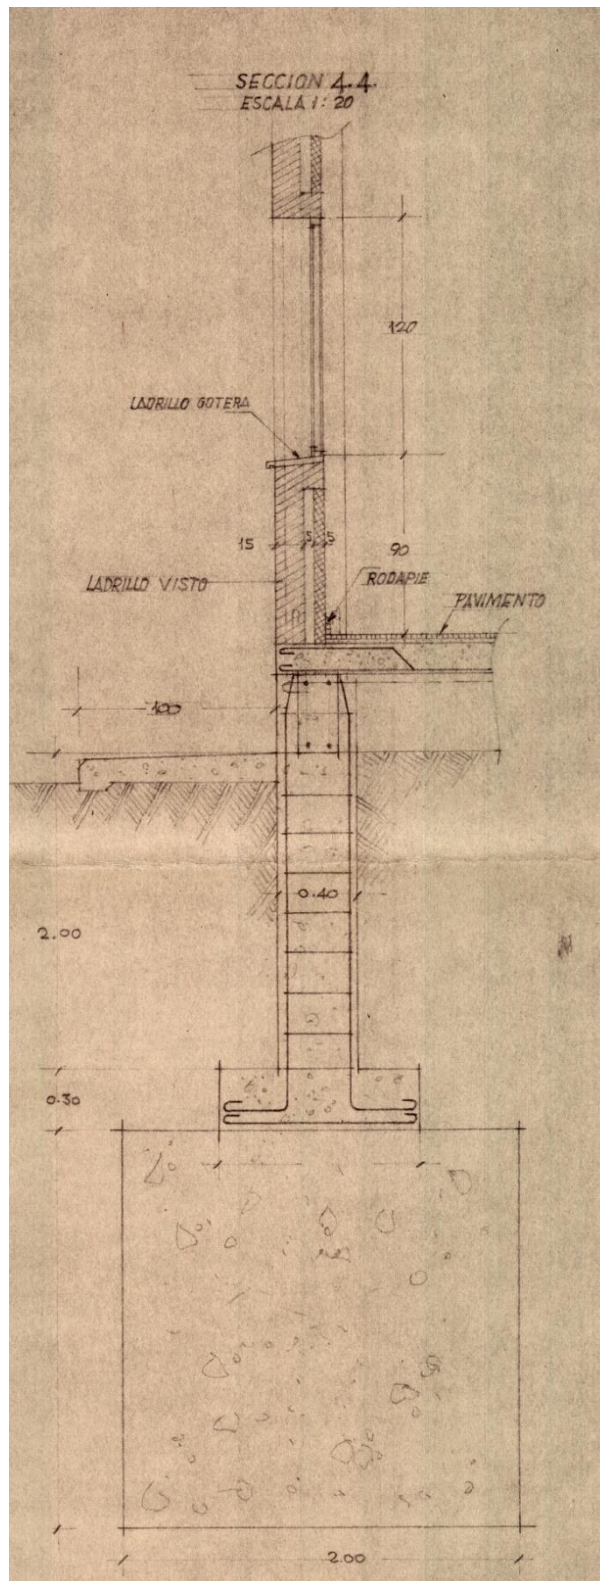 SECCION 4.4.
ESCALA 1:20
120
LADRILLO GOTERA
15
5
5
90
LADRILLO VISTO
RODAPIE
PAVIMENTO
100
0.40
2.00
0.30
2.00